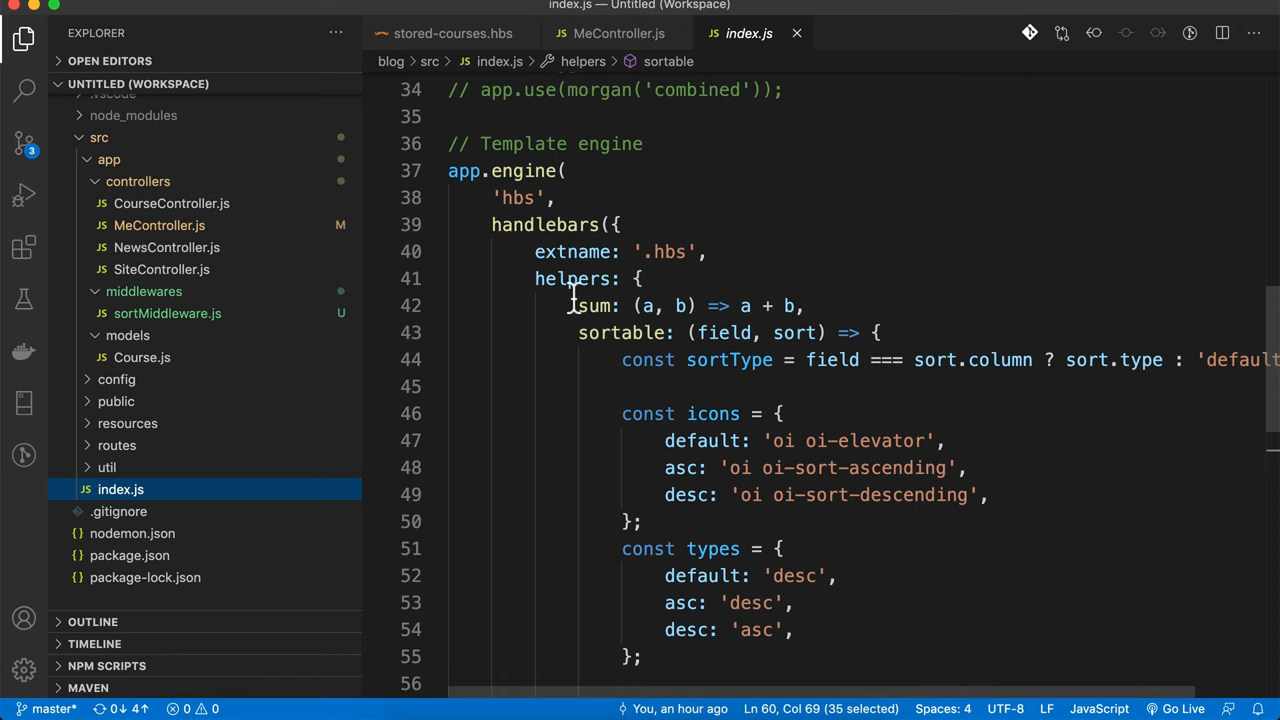 index.js — Untitled (Workspace)
EXPLORER
OPEN EDITORS
UNTITLED (WORKSPACE)
.vscode
node_modules
src
app
controllers
CourseController.js
MeController.js M
NewsController.js
SiteController.js
middlewares
sortMiddleware.js U
models
Course.js
config
public
resources
routes
util
JS index.js
.gitignore
{} nodemon.json
{} package.json
{} package-lock.json
OUTLINE
TIMELINE
NPM SCRIPTS
MAVEN
3
stored-courses.hbs JS MeController.js JS index.js
blog > src > JS index.js > helpers > sortable
34 // app.use(morgan('combined'));
35
36 // Template engine
37 app.engine(
38 'hbs',
39 handlebars({
40 extname: '.hbs',
41 helpers: {
42 sum: (a, b) => a + b,
43 sortable: (field, sort) => {
44 const sortType = field === sort.column ? sort.type : 'default
45
46 const icons = {
47 default: 'oi oi-elevator',
48 asc: 'oi oi-sort-ascending',
49 desc: 'oi oi-sort-descending',
50 };
51 const types = {
52 default: 'desc',
53 asc: 'desc',
54 desc: 'asc',
55 };
56
master* 0↓ 4↑ 0 0 You, an hour ago Ln 60, Col 69 (35 selected) Spaces: 4 UTF-8 LF JavaScript Go Live